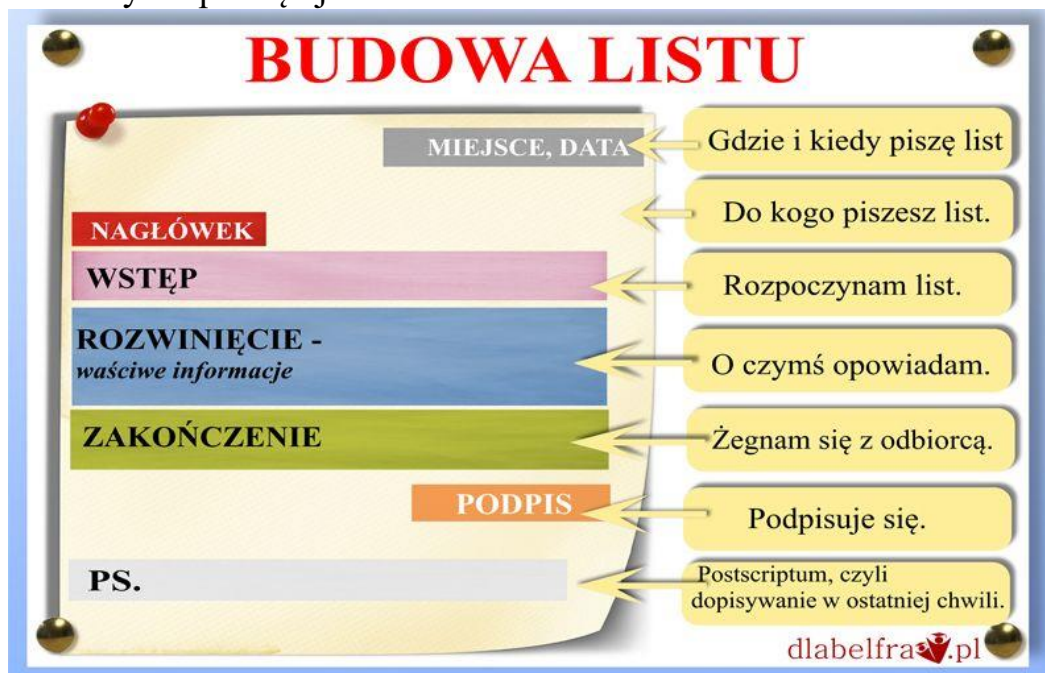 BUDOWA LISTU
MIEJSCE, DATA
Gdzie i kiedy piszę list
NAGŁÓWEK
Do kogo piszesz list.
WSTĘP
Rozpoczynam list.
ROZWINIĘCIE -
waściwe informacje
O czymś opowiadam.
ZAKOŃCZENIE
Żegnam się z odbiorcą.
PODPIS
Podpisuje się.
PS.
Postscriptum, czyli
dopisywanie w ostatniej chwili.
dlabelfra.pl